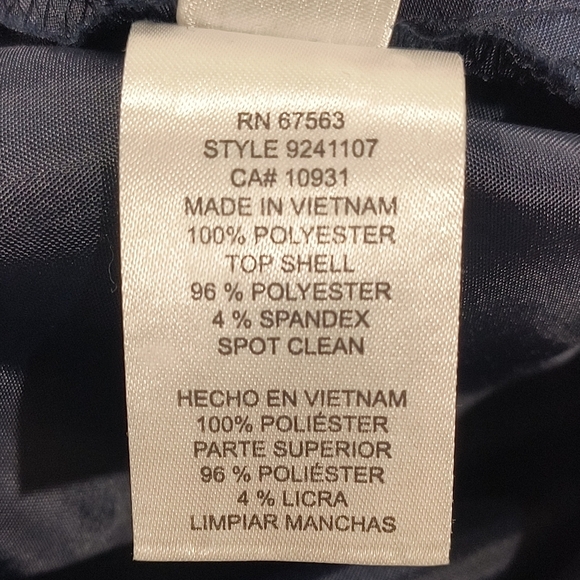 RN 67563
STYLE 9241107
CA# 10931
MADE IN VIETNAM
100% POLYESTER
TOP SHELL
96 % POLYESTER
4 % SPANDEX
SPOT CLEAN
HECHO EN VIETNAM
100% POLIÉSTER
PARTE SUPERIOR
96 % POLIÉSTER
4 % LICRA
LIMPIAR MANCHAS